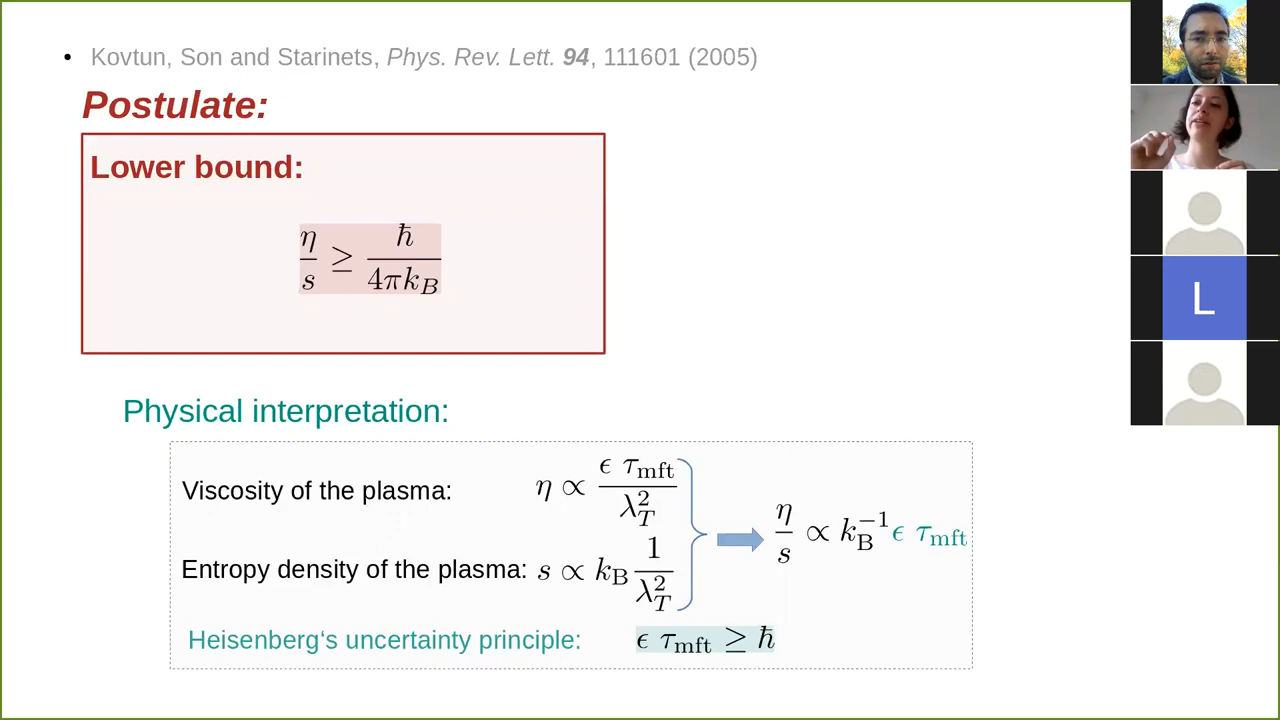 • Kovtun, Son and Starinets, Phys. Rev. Lett. 94, 111601 (2005)
Postulate:
Lower bound:
η/s ≥ ħ/(4πk_B)
Physical interpretation:
Viscosity of the plasma: η ∝ ϵ τ_mft/λ_T^2
Entropy density of the plasma: s ∝ k_B 1/λ_T^2
η/s ∝ k_B^{-1} ϵ τ_mft
Heisenberg‘s uncertainty principle: ϵ τ_mft ≥ ħ
L